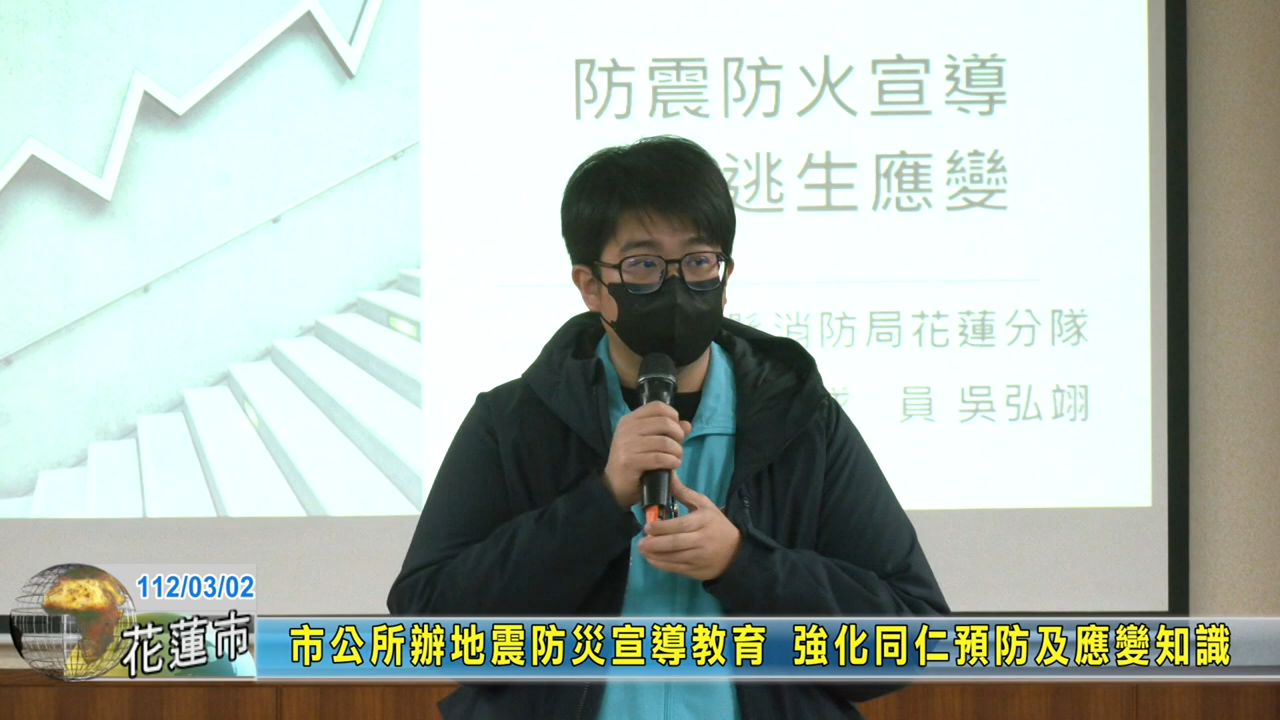 防震防火宣導
逃生應變
消防局花蓮分隊
員 吳弘翊
112/03/02
花蓮市
市公所辦地震防災宣導教育 強化同仁預防及應變知識